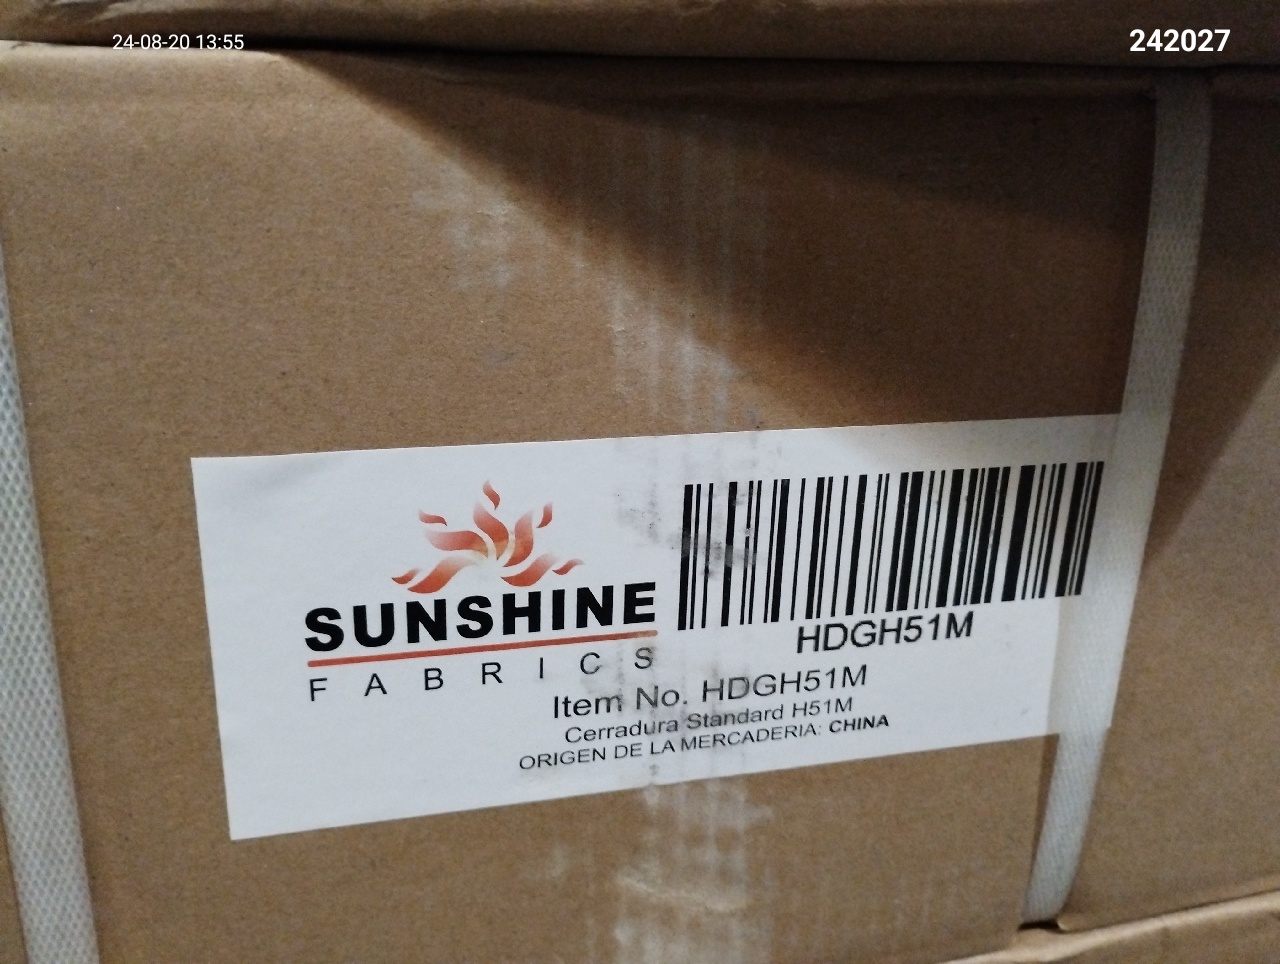 24-08-20 13:55
242027
SUNSHINE
FABRICS
HDGH51M
Item No. HDGH51M
Cerradura Standard H51M
ORIGEN DE LA MERCADERIA: CHINA